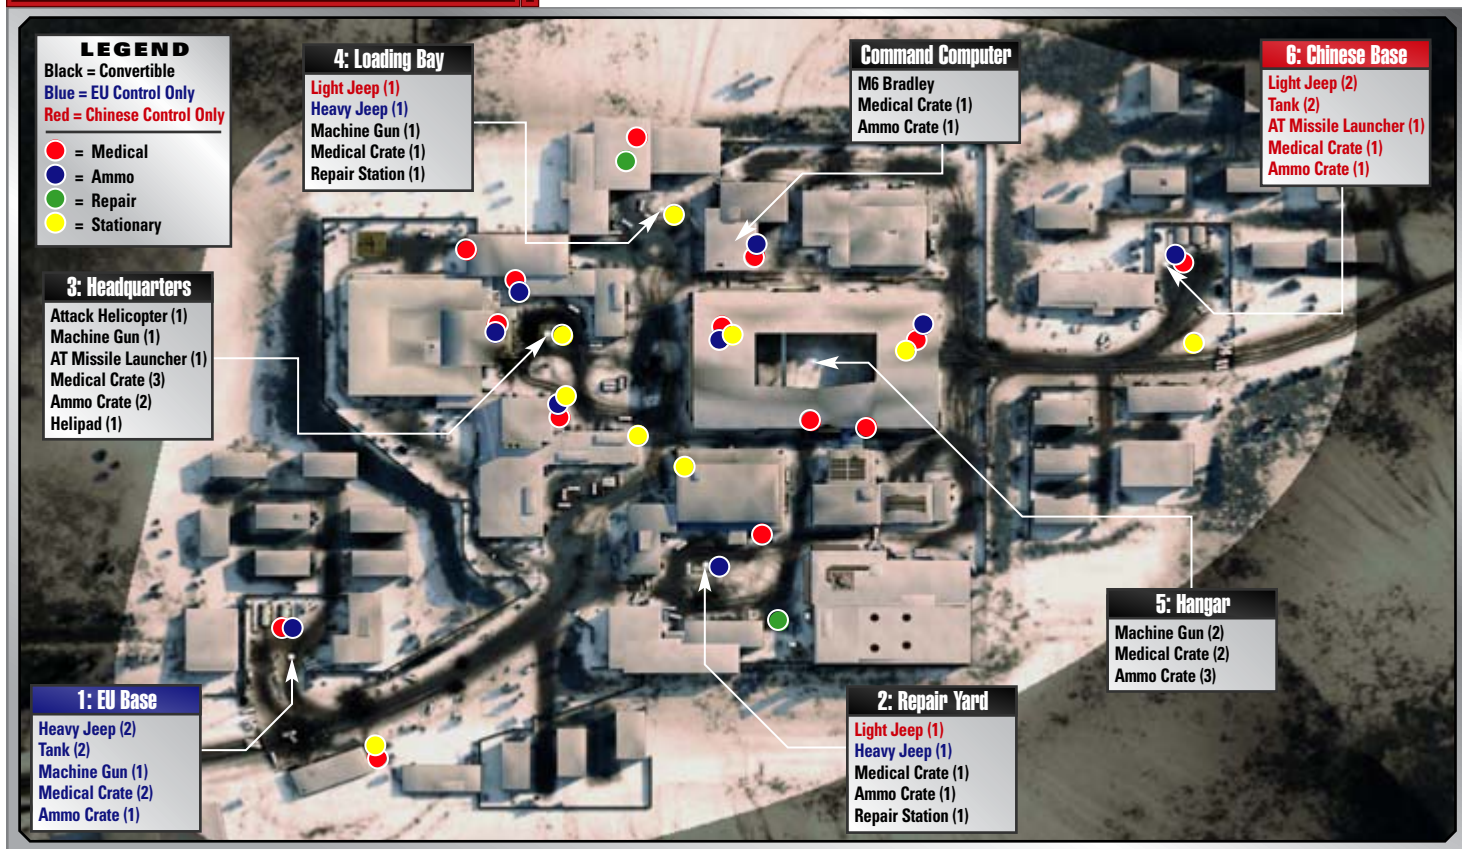 LEGEND
Black = Convertible
Blue = EU Control Only
Red = Chinese Control Only
= Medical
= Ammo
= Repair
= Stationary
4: Loading Bay
Light Jeep (1)
Heavy Jeep (1)
Machine Gun (1)
Medical Crate (1)
Repair Station (1)
Command Computer
M6 Bradley
Medical Crate (1)
Ammo Crate (1)
6: Chinese Base
Light Jeep (2)
Tank (2)
AT Missile Launcher (1)
Medical Crate (1)
Ammo Crate (1)
3: Headquarters
Attack Helicopter (1)
Machine Gun (1)
AT Missile Launcher (1)
Medical Crate (3)
Ammo Crate (2)
Helipad (1)
5: Hangar
Machine Gun (2)
Medical Crate (2)
Ammo Crate (3)
1: EU Base
Heavy Jeep (2)
Tank (2)
Machine Gun (1)
Medical Crate (2)
Ammo Crate (1)
2: Repair Yard
Light Jeep (1)
Heavy Jeep (1)
Medical Crate (1)
Ammo Crate (1)
Repair Station (1)